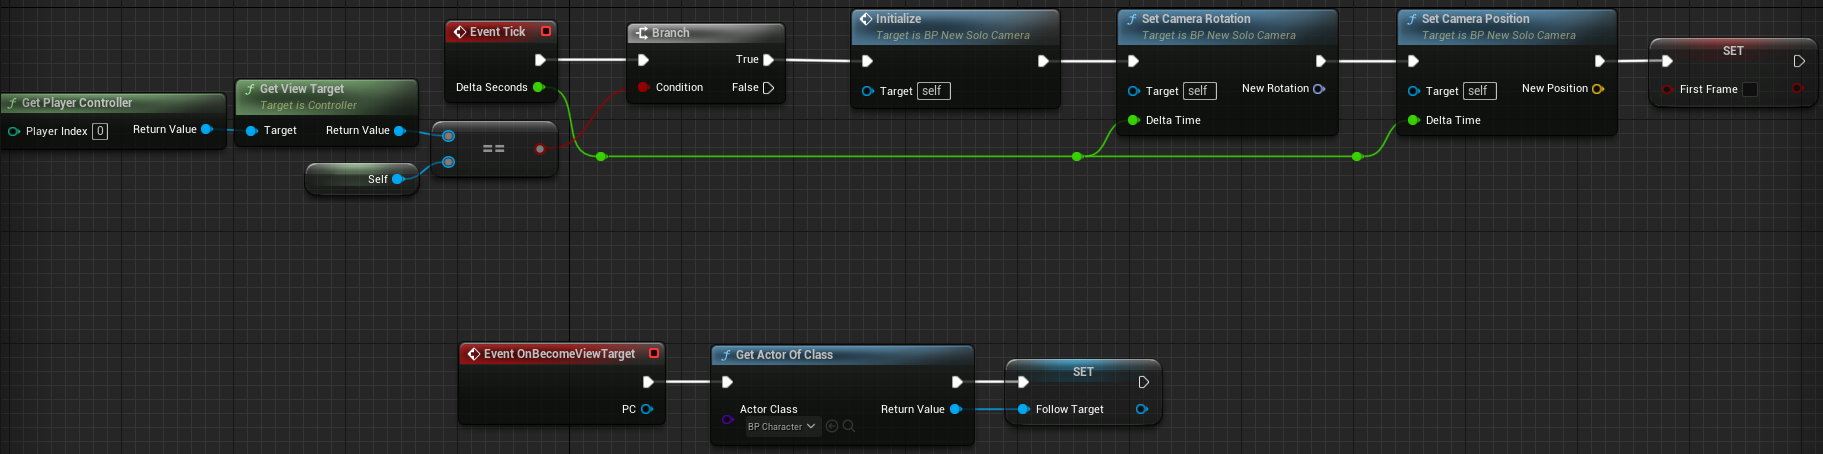 Get Player Controller
Player Index 0
Return Value
Get View Target
Target is Controller
Target
Return Value
Self
==
Event Tick
Delta Seconds
Branch
True
Condition
False
Initialize
Target is BP New Solo Camera
Target self
Set Camera Rotation
Target is BP New Solo Camera
Target self
New Rotation
Delta Time
Set Camera Position
Target is BP New Solo Camera
Target self
New Position
Delta Time
SET
First Frame
Event OnBecomeViewTarget
PC
Get Actor Of Class
Actor Class
BP Character
Return Value
SET
Follow Target